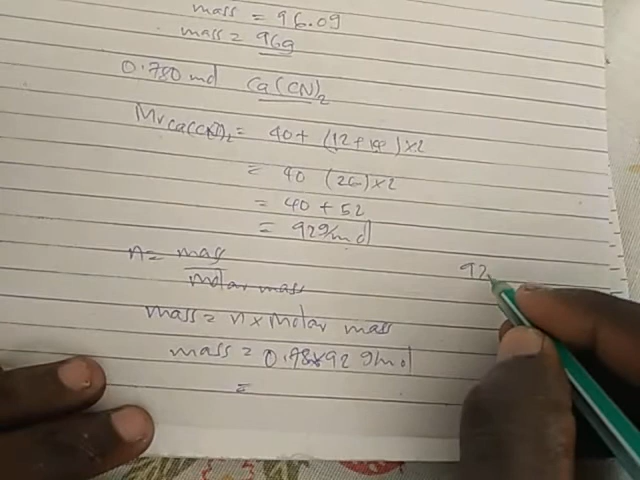 mass = 96.09
mass = 96g
0.780 mol Ca(CN)₂
Mr Ca(CN)₂ = 40 + (12 + 14) × 2
= 40 (26) × 2
= 40 + 52
= 92g/mol
n = mass
molar mass
mass = n × molar mass
92
mass = 0.78 × 92 g/mol
=